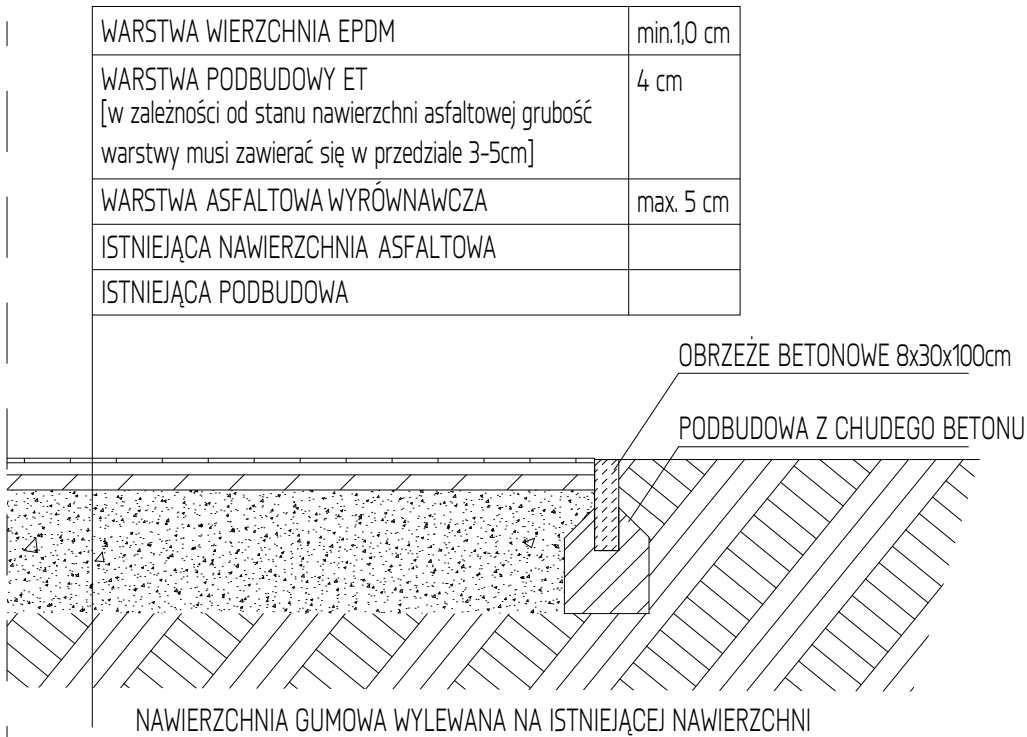 WARSTWA WIERZCHNIA EPDM min.1,0 cm
WARSTWA PODBUDOWY ET 4 cm
[w zależności od stanu nawierzchni asfaltowej grubość
warstwy musi zawierać się w przedziale 3-5cm]
WARSTWA ASFALTOWA WYRÓWNAWCZA max. 5 cm
ISTNIEJĄCA NAWIERZCHNIA ASFALTOWA
ISTNIEJĄCA PODBUDOWA
OBRZEŻE BETONOWE 8x30x100cm
PODBUDOWA Z CHUDEGO BETONU
NAWIERZCHNIA GUMOWA WYLEWANA NA ISTNIEJĄCEJ NAWIERZCHNI